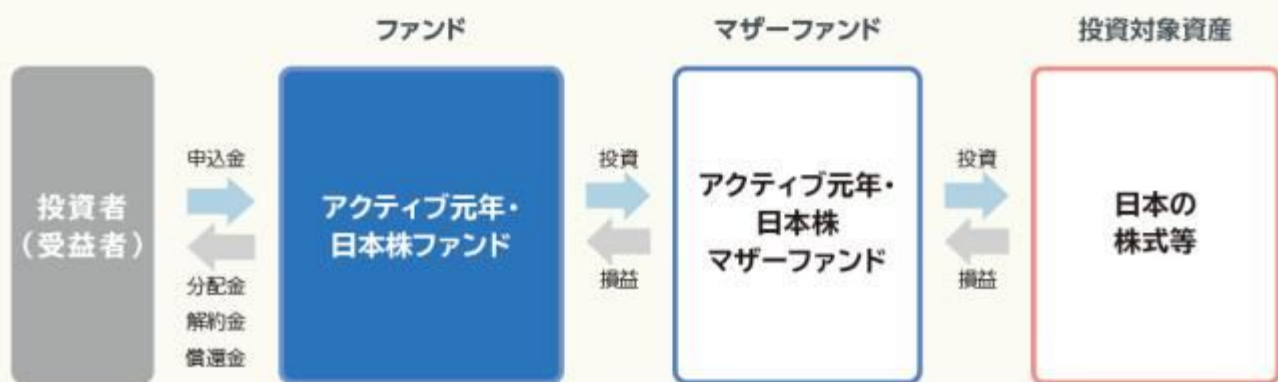 ファンド
マザーファンド
投資対象資産
投資者
(受益者)
申込金
分配金
解約金
償還金
アクティブ元年・
日本株ファンド
投資
損益
アクティブ元年・
日本株
マザーファンド
投資
損益
日本の
株式等